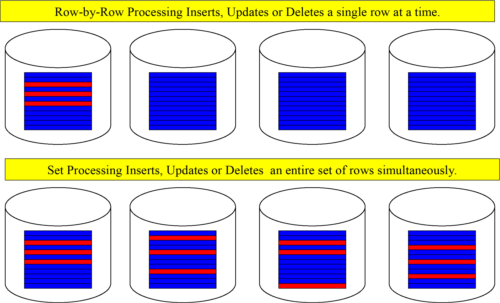 Row-by-Row Processing Inserts, Updates or Deletes a single row at a time.
Set Processing Inserts, Updates or Deletes an entire set of rows simultaneously.